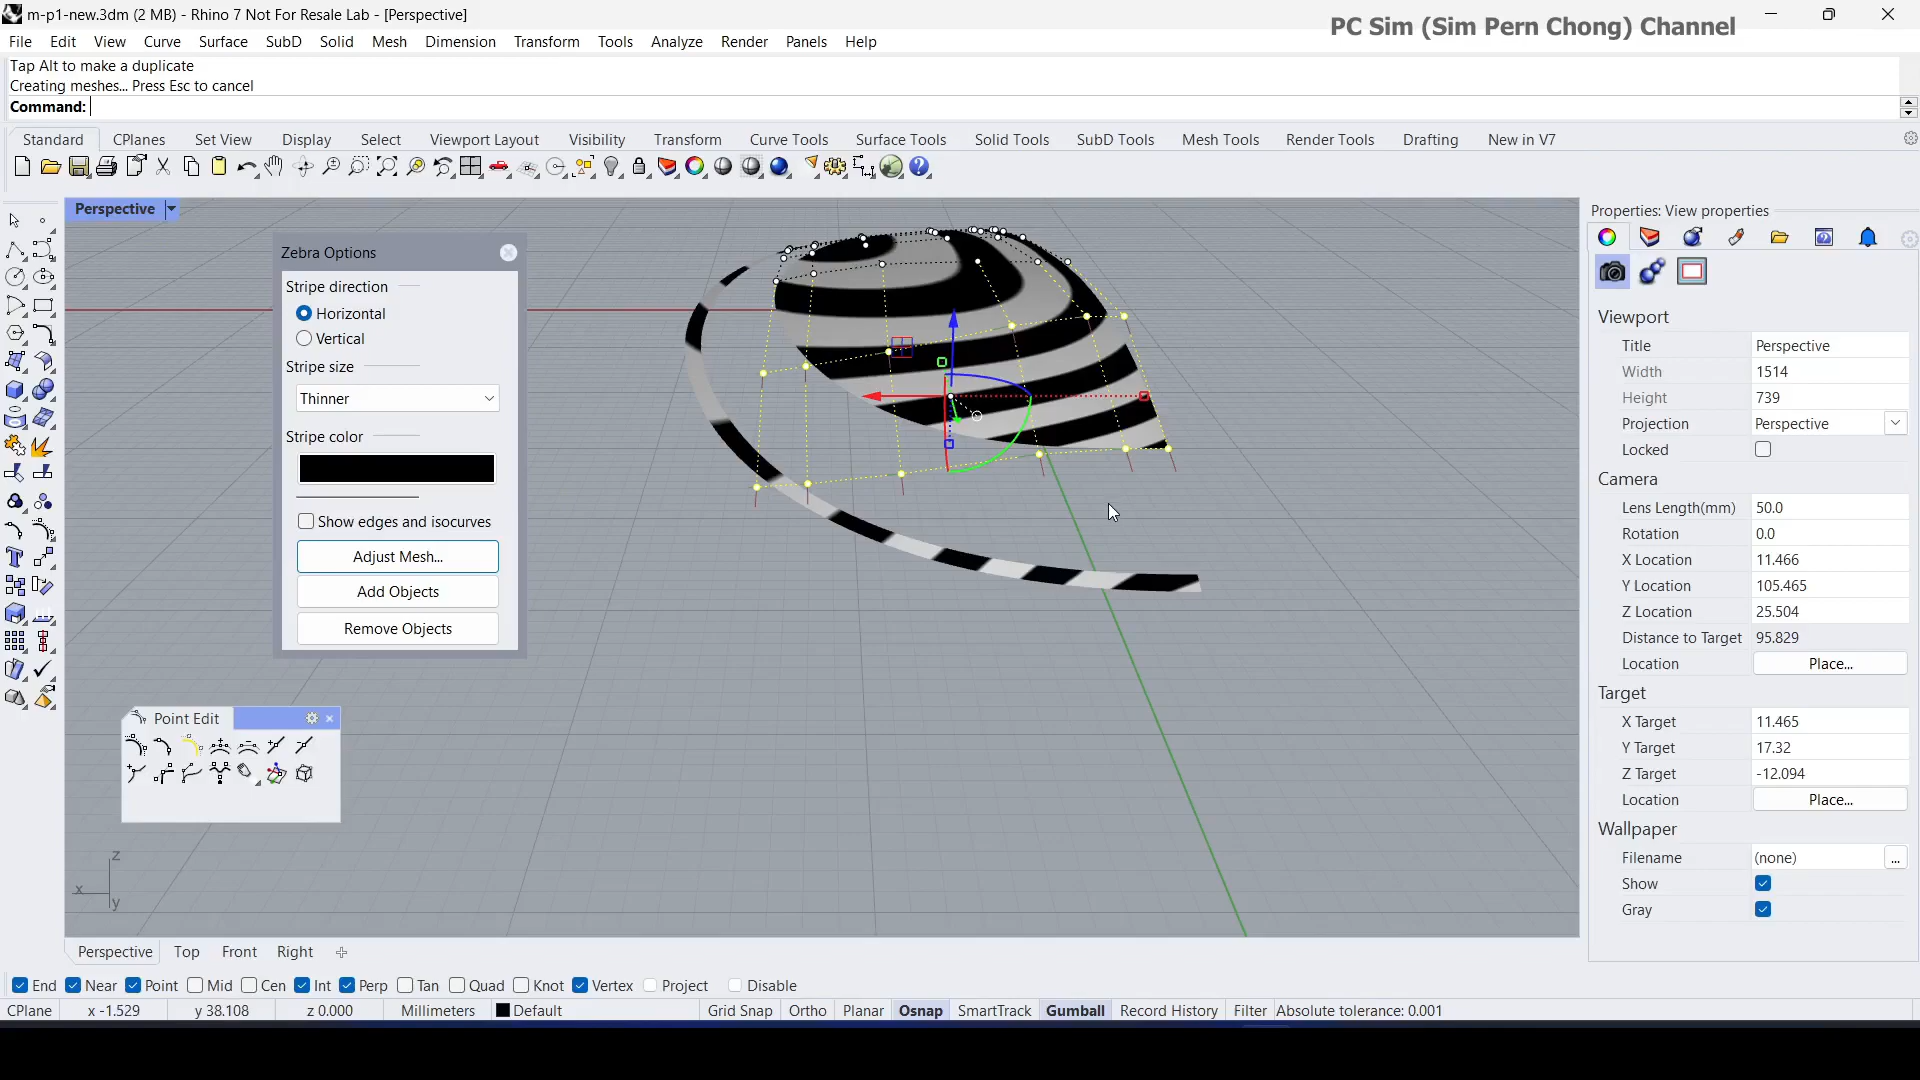 m-p1-new.3dm (2 MB) - Rhino 7 Not For Resale Lab - [Perspective]
PC Sim (Sim Pern Chong) Channel
File Edit View Curve Surface SubD Solid Mesh Dimension Transform Tools Analyze Render Panels Help
Tap Alt to make a duplicate
Creating meshes... Press Esc to cancel
Command:
Standard CPlanes Set View Display Select Viewport Layout Visibility Transform Curve Tools Surface Tools Solid Tools SubD Tools Mesh Tools Render Tools Drafting New in V7
Perspective
Zebra Options
Stripe direction
Horizontal
Vertical
Stripe size
Thinner
Stripe color
Show edges and isocurves
Adjust Mesh...
Add Objects
Remove Objects
Point Edit
z
x
y
Properties: View properties
Viewport
Title Perspective
Width 1514
Height 739
Projection Perspective
Locked
Camera
Lens Length(mm) 50.0
Rotation 0.0
X Location 11.466
Y Location 105.465
Z Location 25.504
Distance to Target 95.829
Location Place...
Target
X Target 11.465
Y Target 17.32
Z Target -12.094
Location Place...
Wallpaper
Filename (none) ...
Show
Gray
Perspective Top Front Right
End Near Point Mid Cen Int Perp Tan Quad Knot Vertex Project Disable
CPlane x -1.529 y 38.108 z 0.000 Millimeters Default Grid Snap Ortho Planar Osnap SmartTrack Gumball Record History Filter Absolute tolerance: 0.001